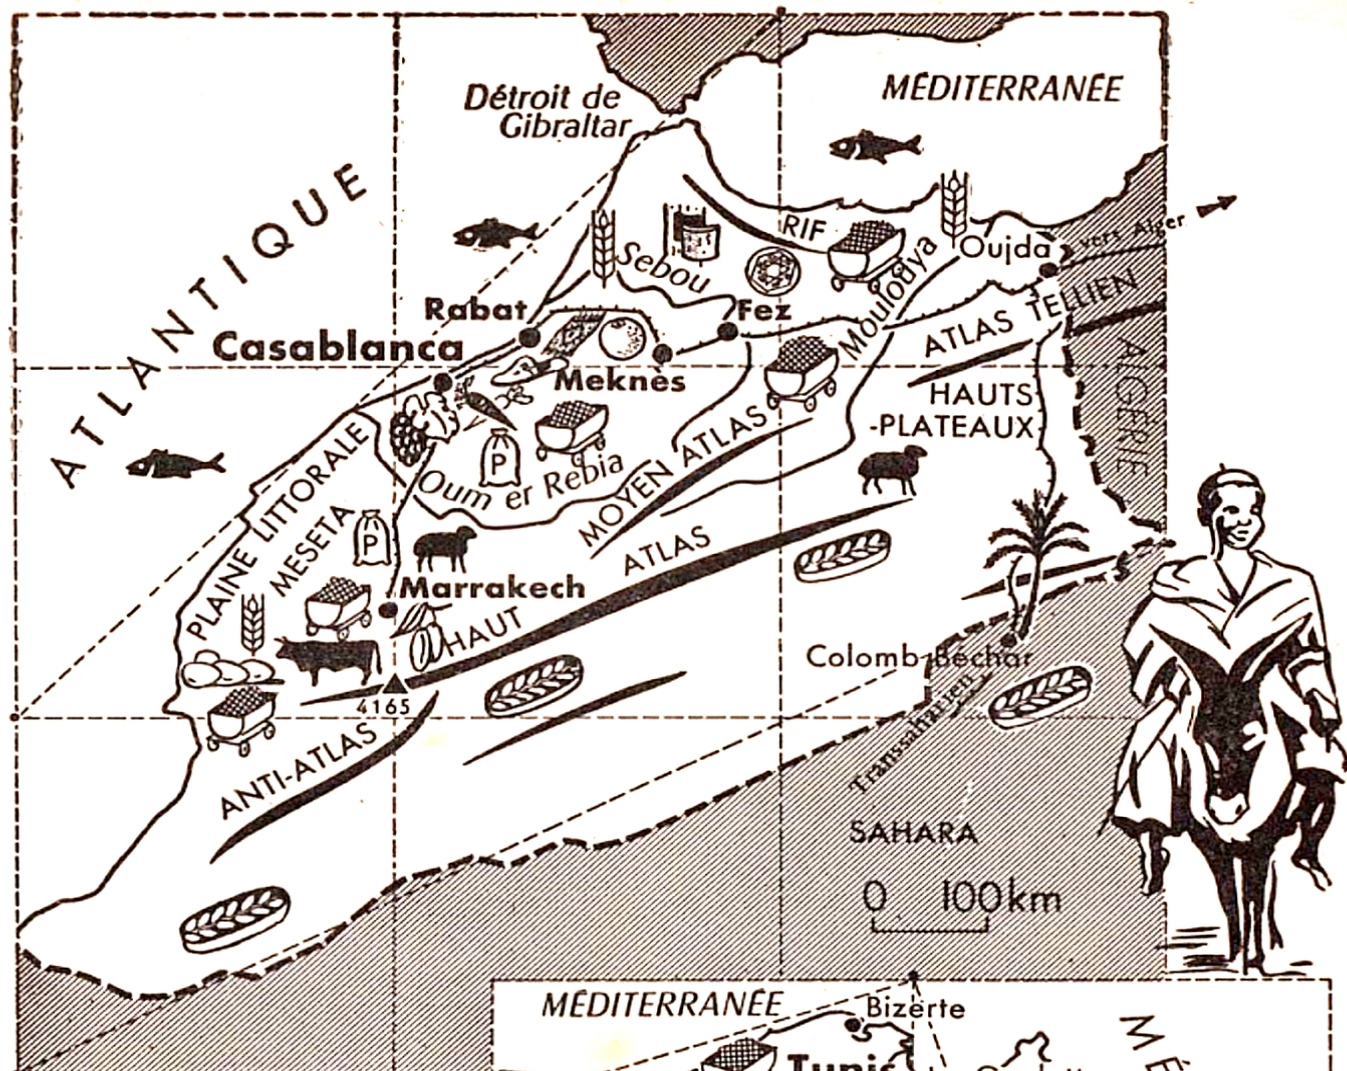 Détroit de
Gibraltar
MÉDITERRANÉE
ATLANTIQUE
RIF
Sebou
Oujda
vers Alger
Rabat
Fez
Moulouya
ATLAS TELLIEN
Casablanca
Meknès
ALGÉRIE
HAUTS-
-PLATEAUX
PLAINE LITTORALE
MESETA
P
P
Oum er Rebia
MOYEN ATLAS
Marrakech
HAUT ATLAS
4165
ANTI-ATLAS
Colomb-Béchar
Transsaharien
SAHARA
0 100km
MÉDITERRANÉE
Bizerte
Tunis
MÉ